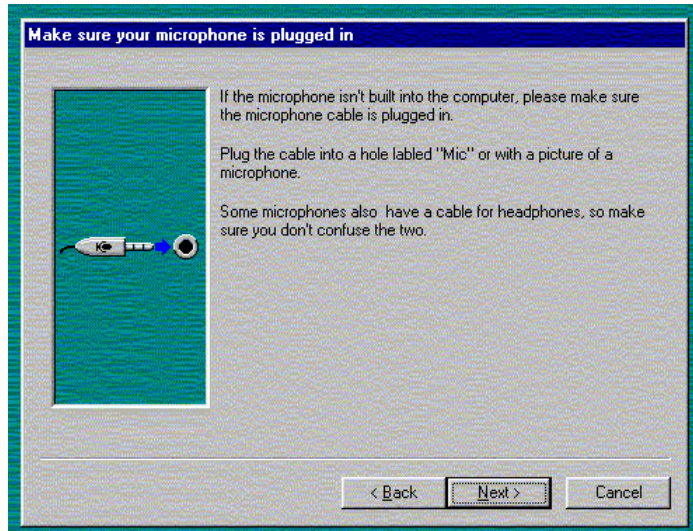 Make sure your microphone is plugged in
If the microphone isn't built into the computer, please make sure
the microphone cable is plugged in.
Plug the cable into a hole labled "Mic" or with a picture of a
microphone.
Some microphones also  have a cable for headphones, so make
sure you don't confuse the two.
< Back
Next >
Cancel